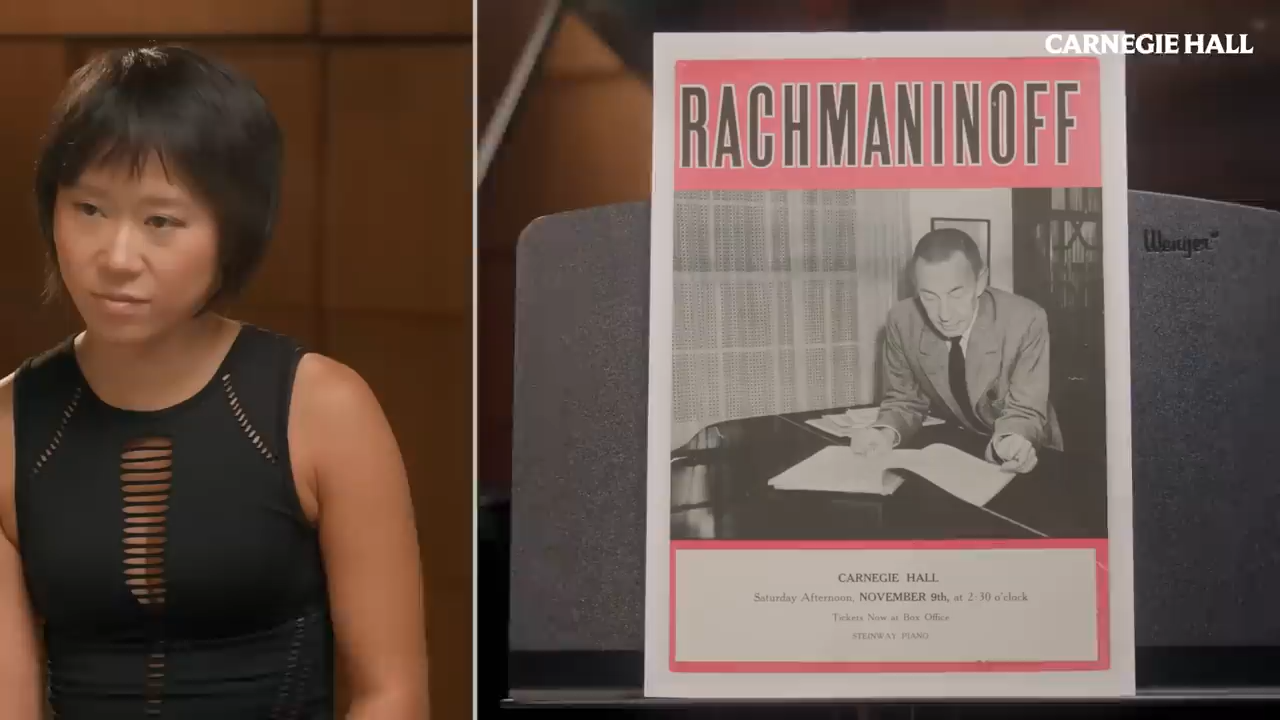 CARNEGIE HALL
RACHMANINOFF
Wenger®
CARNEGIE HALL
Saturday Afternoon, NOVEMBER 9th, at 2·30 o'clock
Tickets Now at Box Office
STEINWAY PIANO